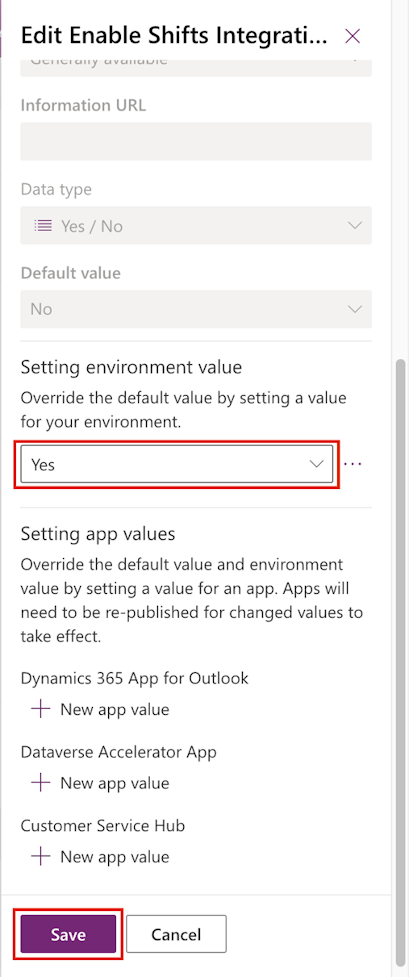 Edit Enable Shifts Integrati...
Generally available
Information URL
Data type
Yes / No
Default value
No
Setting environment value
Override the default value by setting a value
for your environment.
Yes
...
Setting app values
Override the default value and environment
value by setting a value for an app. Apps will
need to be re-published for changed values to
take effect.
Dynamics 365 App for Outlook
New app value
Dataverse Accelerator App
New app value
Customer Service Hub
New app value
Save
Cancel